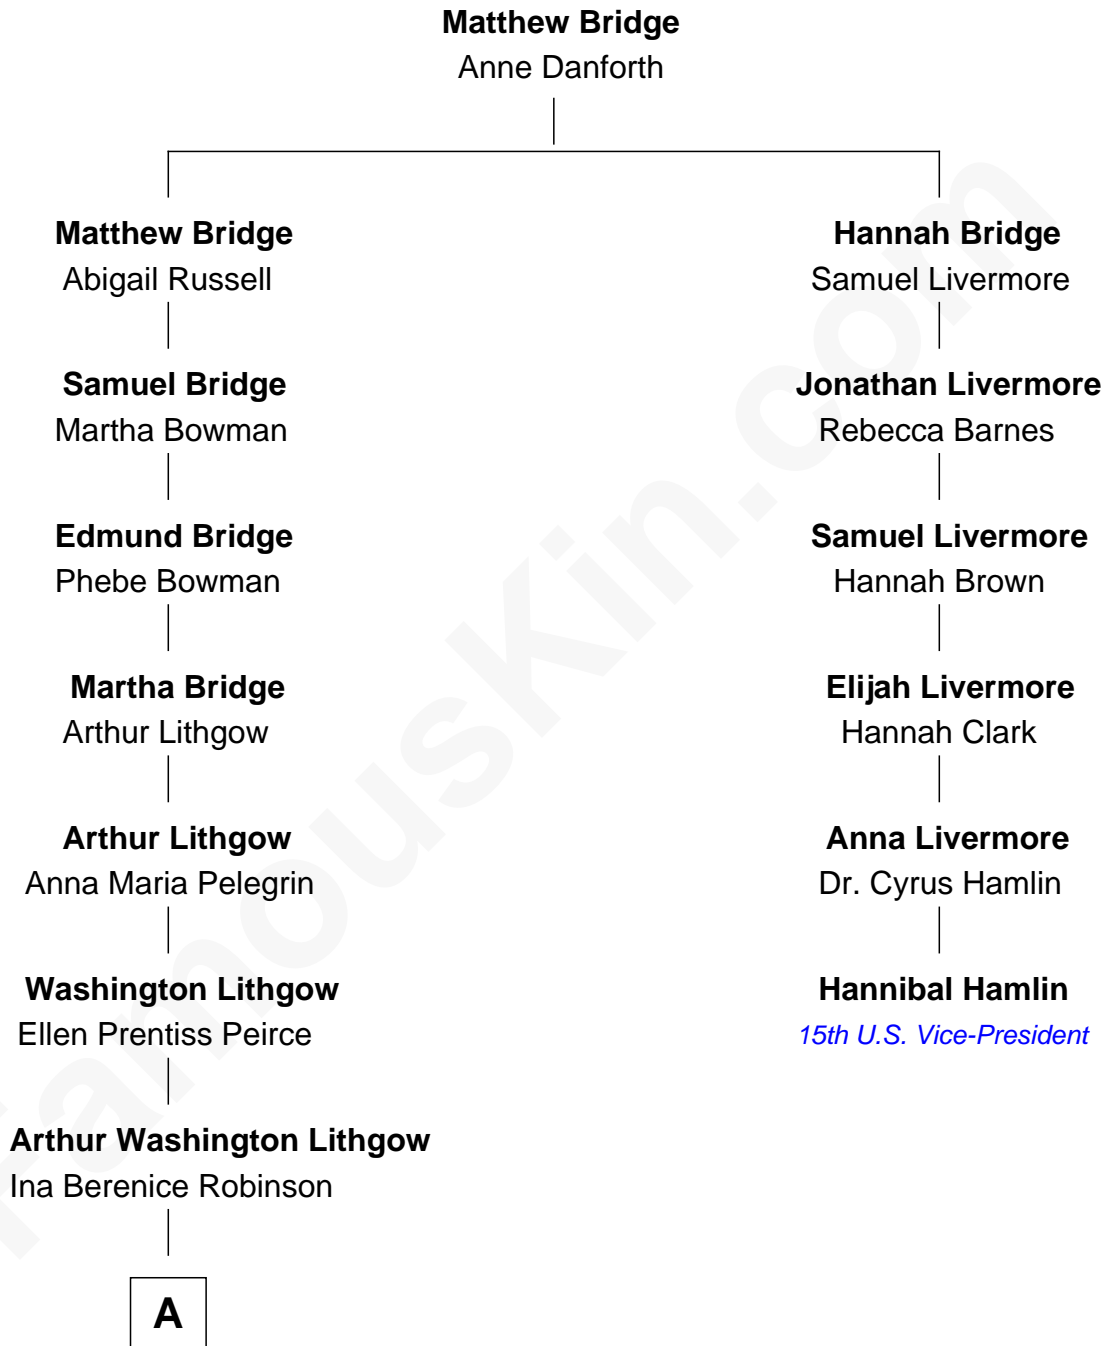 Matthew Bridge
Anne Danforth
Matthew Bridge
Abigail Russell
Samuel Bridge
Martha Bowman
Edmund Bridge
Phebe Bowman
Martha Bridge
Arthur Lithgow
Arthur Lithgow
Anna Maria Pelegrin
Washington Lithgow
Ellen Prentiss Peirce
Arthur Washington Lithgow
Ina Berenice Robinson
A
Hannah Bridge
Samuel Livermore
Jonathan Livermore
Rebecca Barnes
Samuel Livermore
Hannah Brown
Elijah Livermore
Hannah Clark
Anna Livermore
Dr. Cyrus Hamlin
Hannibal Hamlin
15th U.S. Vice-President
FamousKin.com